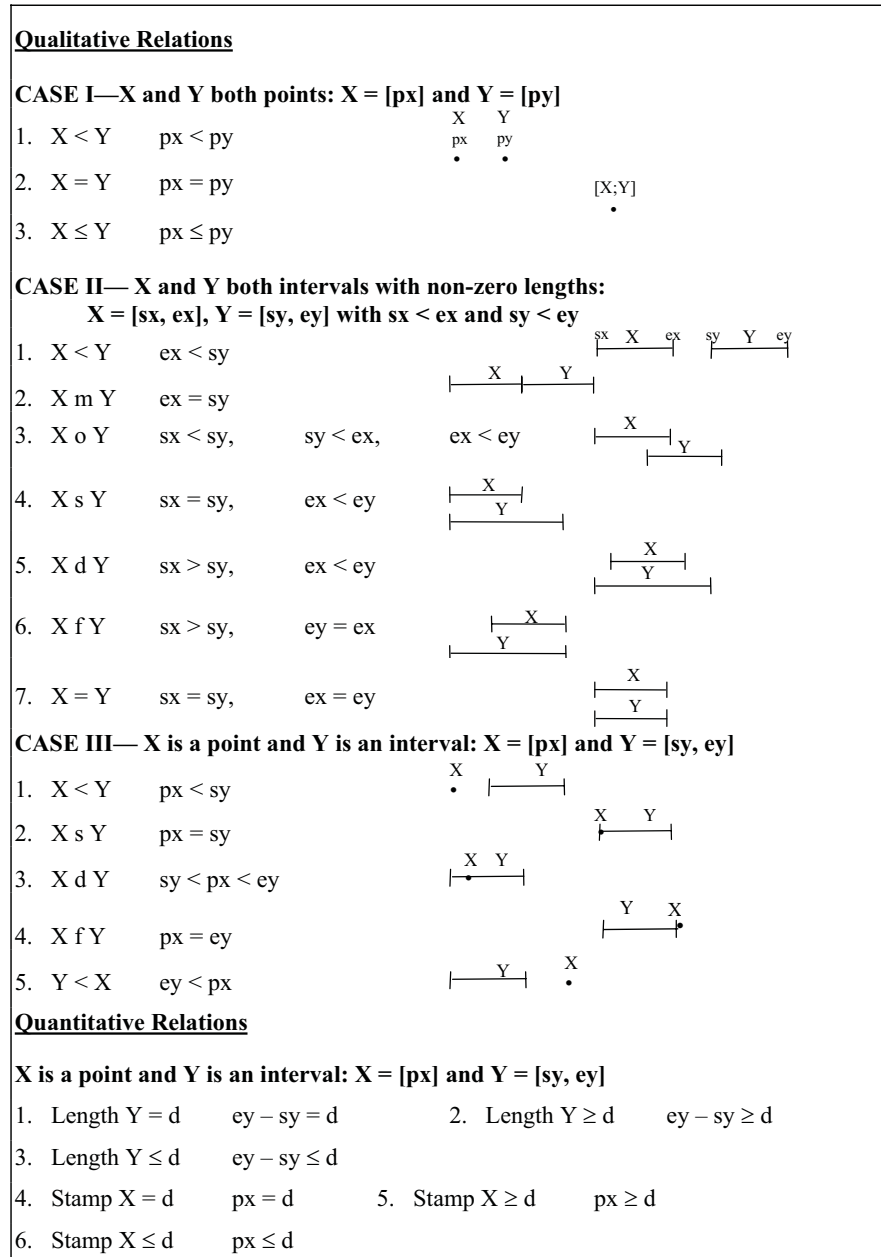 Qualitative Relations
CASE I—X and Y both points: X = [px] and Y = [py]
X Y
1. X < Y px < py px py
2. X = Y px = py [X;Y]
3. X ≤ Y px ≤ py
CASE II— X and Y both intervals with non-zero lengths:
X = [sx, ex], Y = [sy, ey] with sx < ex and sy < ey
1. X < Y ex < sy sx X ex sy Y ey
2. X m Y ex = sy X Y
3. X o Y sx < sy, sy < ex, ex < ey X Y
4. X s Y sx = sy, ex < ey X Y
5. X d Y sx > sy, ex < ey X Y
6. X f Y sx > sy, ey = ex X Y
7. X = Y sx = sy, ex = ey X Y
CASE III— X is a point and Y is an interval: X = [px] and Y = [sy, ey]
1. X < Y px < sy X Y
2. X s Y px = sy X Y
3. X d Y sy < px < ey X Y
4. X f Y px = ey Y X
5. Y < X ey < px Y X
Quantitative Relations
X is a point and Y is an interval: X = [px] and Y = [sy, ey]
1. Length Y = d ey – sy = d 2. Length Y ≥ d ey – sy ≥ d
3. Length Y ≤ d ey – sy ≤ d
4. Stamp X = d px = d 5. Stamp X ≥ d px ≥ d
6. Stamp X ≤ d px ≤ d